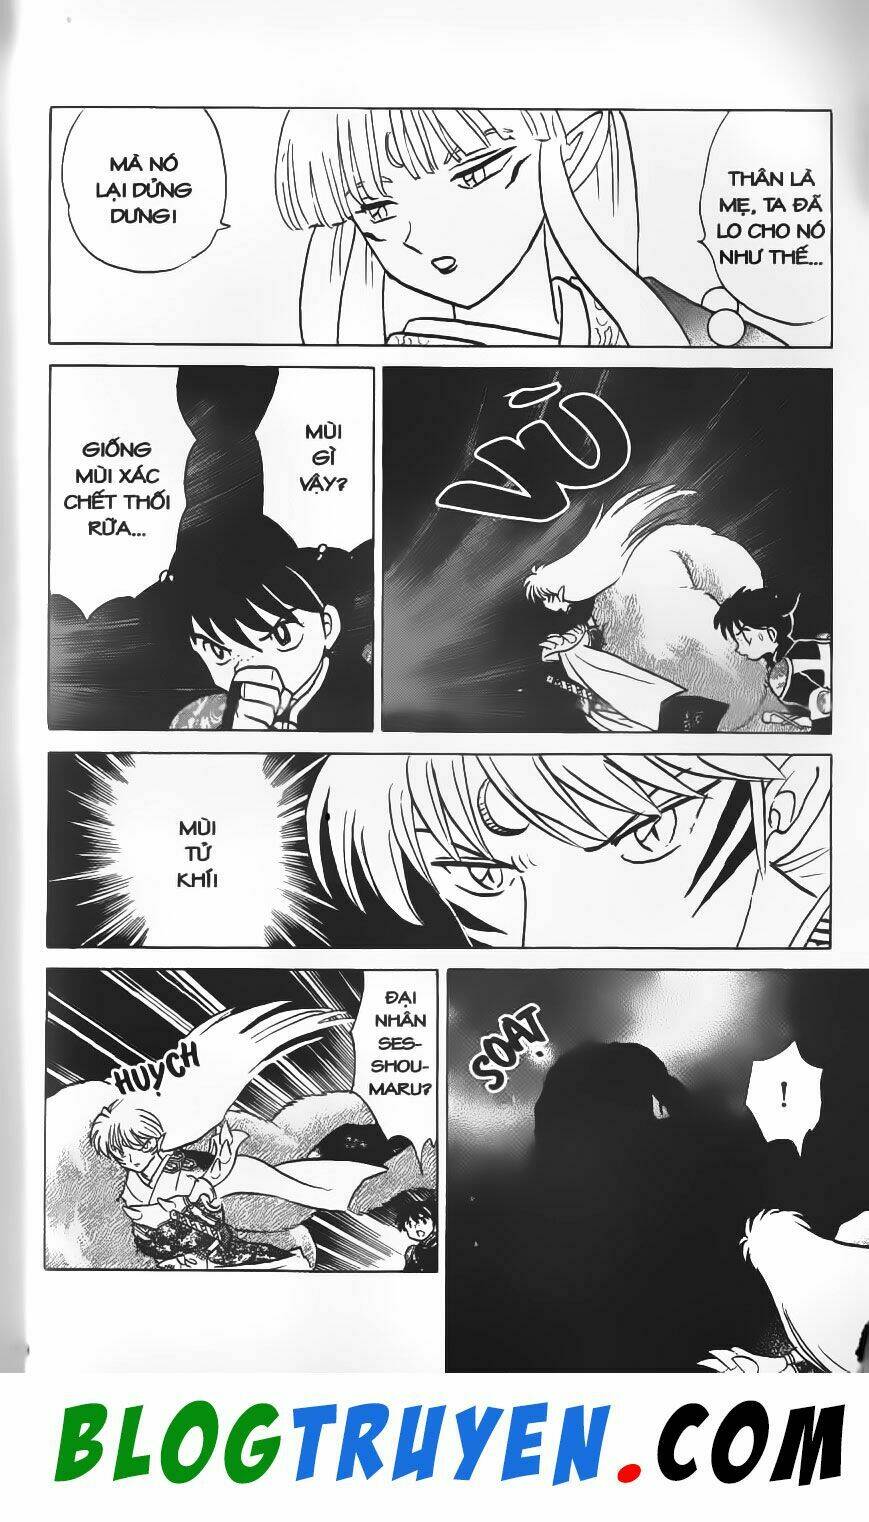 THÂN LÀ
MẸ, TA ĐÃ
LO CHO NÓ
NHƯ THẾ...
MÀ NÓ
LẠI DỬNG
DƯNG!
VÙ
MÙI
GÌ
VẬY?
GIỐNG
MÙI XÁC
CHẾT THỐI
RỮA...
MÙI
TỬ
KHÍ!
!
SOẠT
ĐẠI
NHÂN
SES-
SHOU-
MARU?
HUỴCH
BLOGTRUYEN.COM